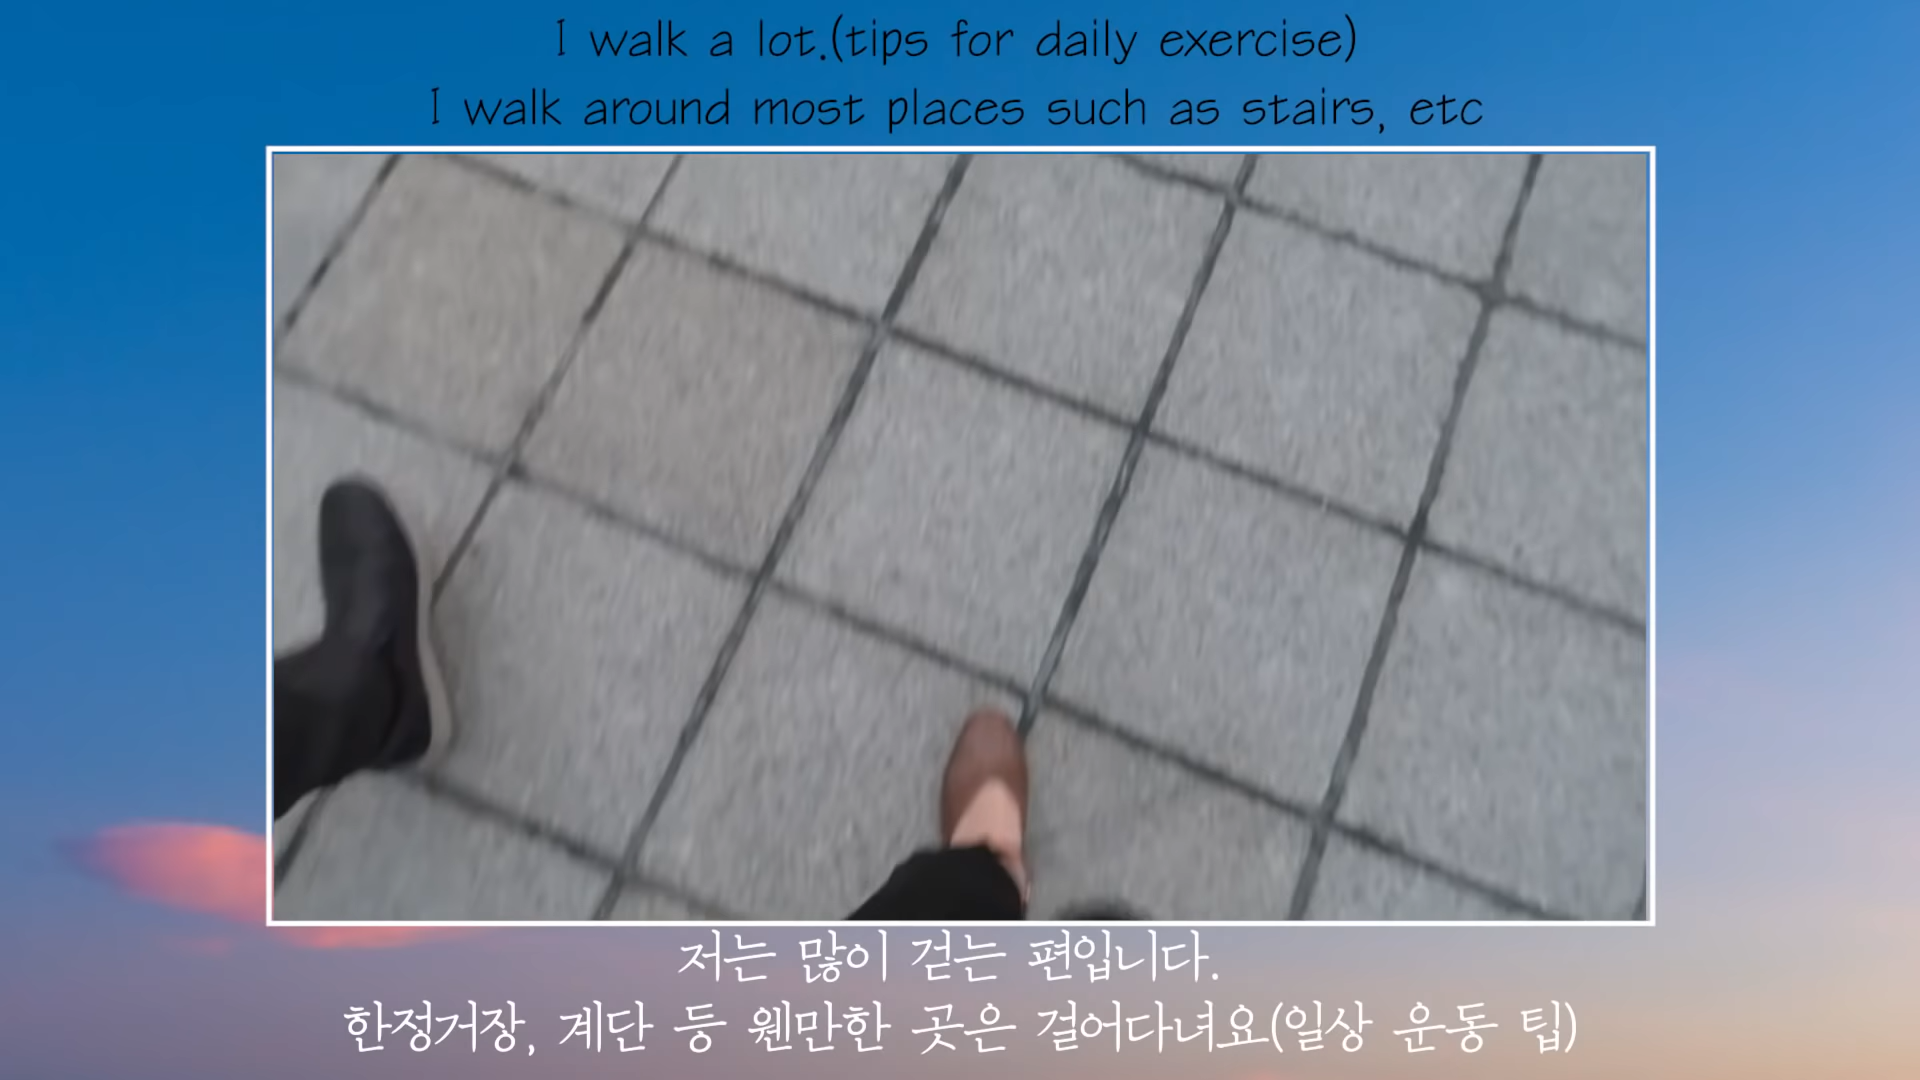 I walk a lot.(tips for daily exercise)
I walk around most places such as stairs, etc
저는 많이 걷는 편입니다.
한정거장, 계단 등 웬만한 곳은 걸어다녀요(일상 운동 팁)